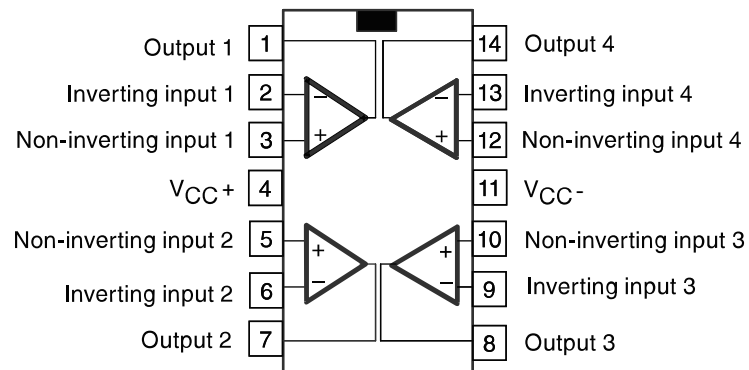 Output 1 1 14 Output 4
Inverting input 1 2 − − 13 Inverting input 4
Non-inverting input 1 3 + + 12 Non-inverting input 4
VCC+ 4 11 VCC-
Non-inverting input 2 5 + + 10 Non-inverting input 3
Inverting input 2 6 − − 9 Inverting input 3
Output 2 7 8 Output 3